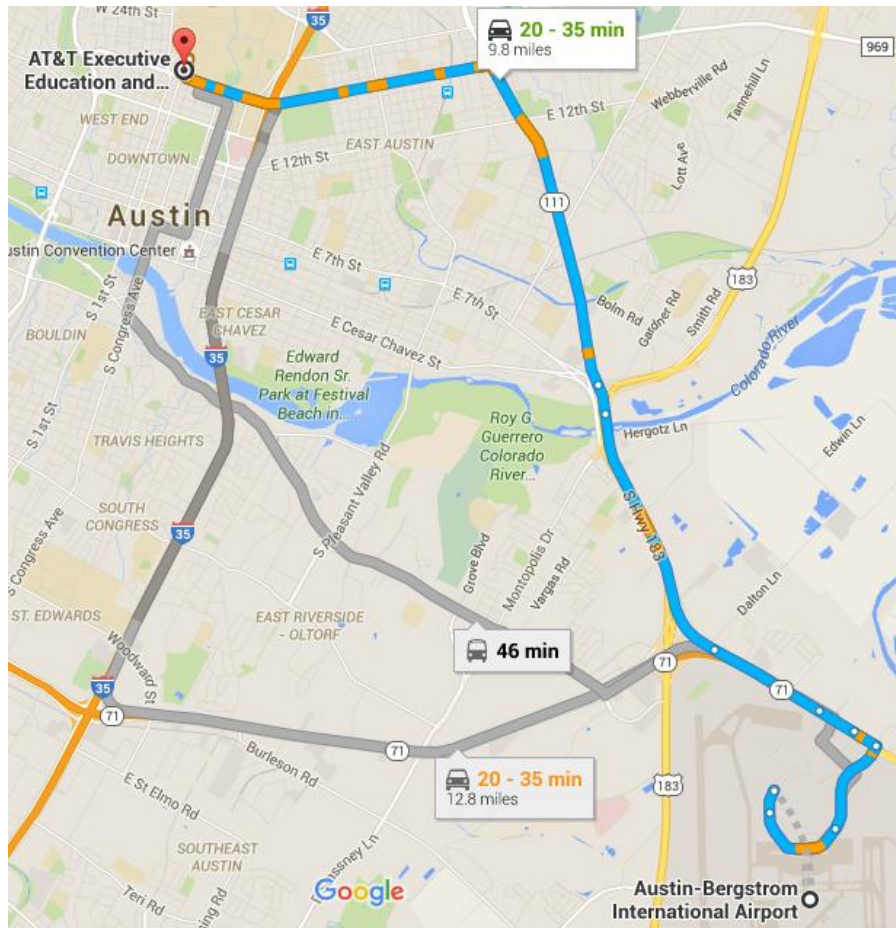 W 24th St
35
20 - 35 min
9.8 miles
969
AT&T Executive
Education and...
WEST END
DOWNTOWN
E 12th St
E 12th St
EAST AUSTIN
Webberville Rd
Tannehill Ln
Lott Ave
111
Austin
Austin Convention Center
E 7th St
E 7th St
183
S 1st St
S Congress Ave
BOULDIN
EAST CESAR
CHAVEZ
E Cesar Chavez St
Bolm Rd
Gardner Rd
Smith Rd
Colorado River
35
Edward
Rendon Sr.
Park at Festival
Beach in...
S 1st St
TRAVIS HEIGHTS
Roy G
Guerrero
Colorado
River...
Hergotz Ln
Edwin Ln
S Pleasant Valley Rd
SOUTH
CONGRESS
35
S Hwy 183
S Congress Ave
Grove Blvd
Montopolis Dr
Vargas Rd
Dalton Ln
ST. EDWARDS
EAST RIVERSIDE
- OLTORF
Woodward St
46 min
71
35
71
71
71
Burleson Rd
20 - 35 min
12.8 miles
183
E St Elmo Rd
SOUTHEAST
AUSTIN
Teri Rd
Google
Austin-Bergstrom
International Airport